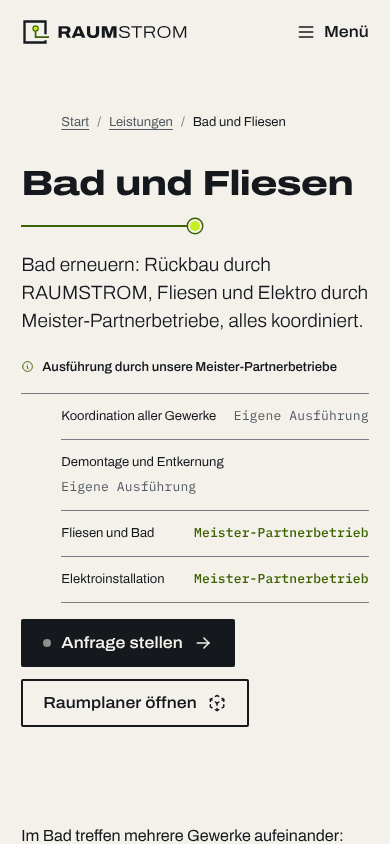 RAUMSTROM
Menü
Start / Leistungen / Bad und Fliesen
Bad und Fliesen
Bad erneuern: Rückbau durch
RAUMSTROM, Fliesen und Elektro durch
Meister-Partnerbetriebe, alles koordiniert.
Ausführung durch unsere Meister-Partnerbetriebe
Koordination aller Gewerke Eigene Ausführung
Demontage und Entkernung
Eigene Ausführung
Fliesen und Bad Meister-Partnerbetrieb
Elektroinstallation Meister-Partnerbetrieb
Anfrage stellen
Raumplaner öffnen
Im Bad treffen mehrere Gewerke aufeinander: